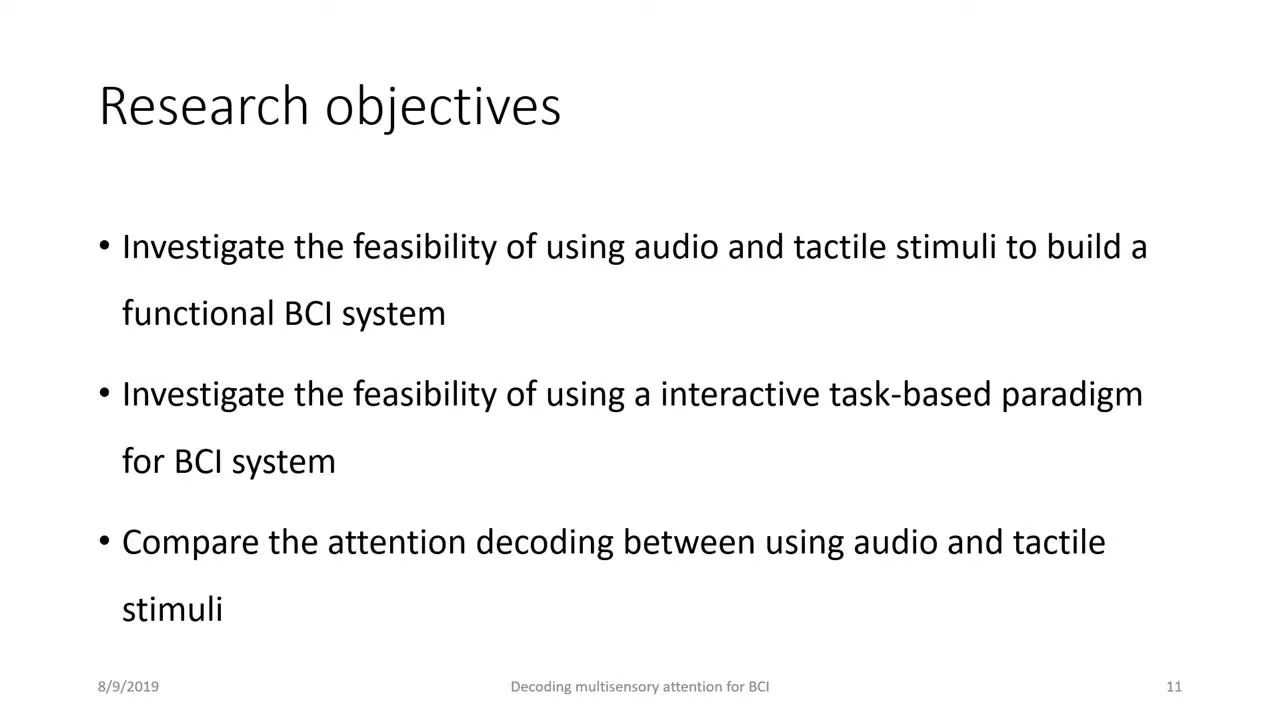 Research objectives
• Investigate the feasibility of using audio and tactile stimuli to build a
functional BCI system
• Investigate the feasibility of using a interactive task-based paradigm
for BCI system
• Compare the attention decoding between using audio and tactile
stimuli
8/9/2019
Decoding multisensory attention for BCI
11